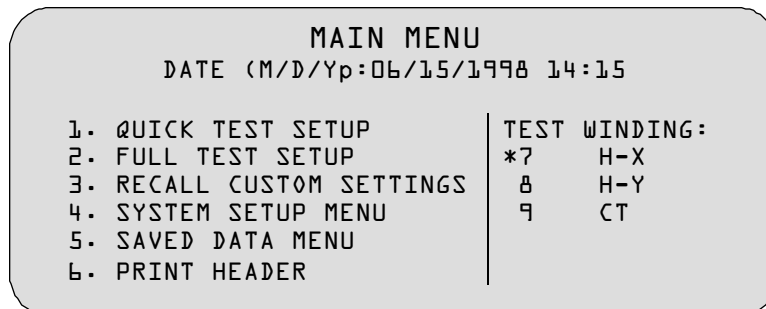 MAIN MENU
DATE (M/D/Yp:06/15/1998 14:15
1. QUICK TEST SETUP
2. FULL TEST SETUP
3. RECALL CUSTOM SETTINGS
4. SYSTEM SETUP MENU
5. SAVED DATA MENU
6. PRINT HEADER
TEST WINDING:
*7 H-X
8 H-Y
9 CT